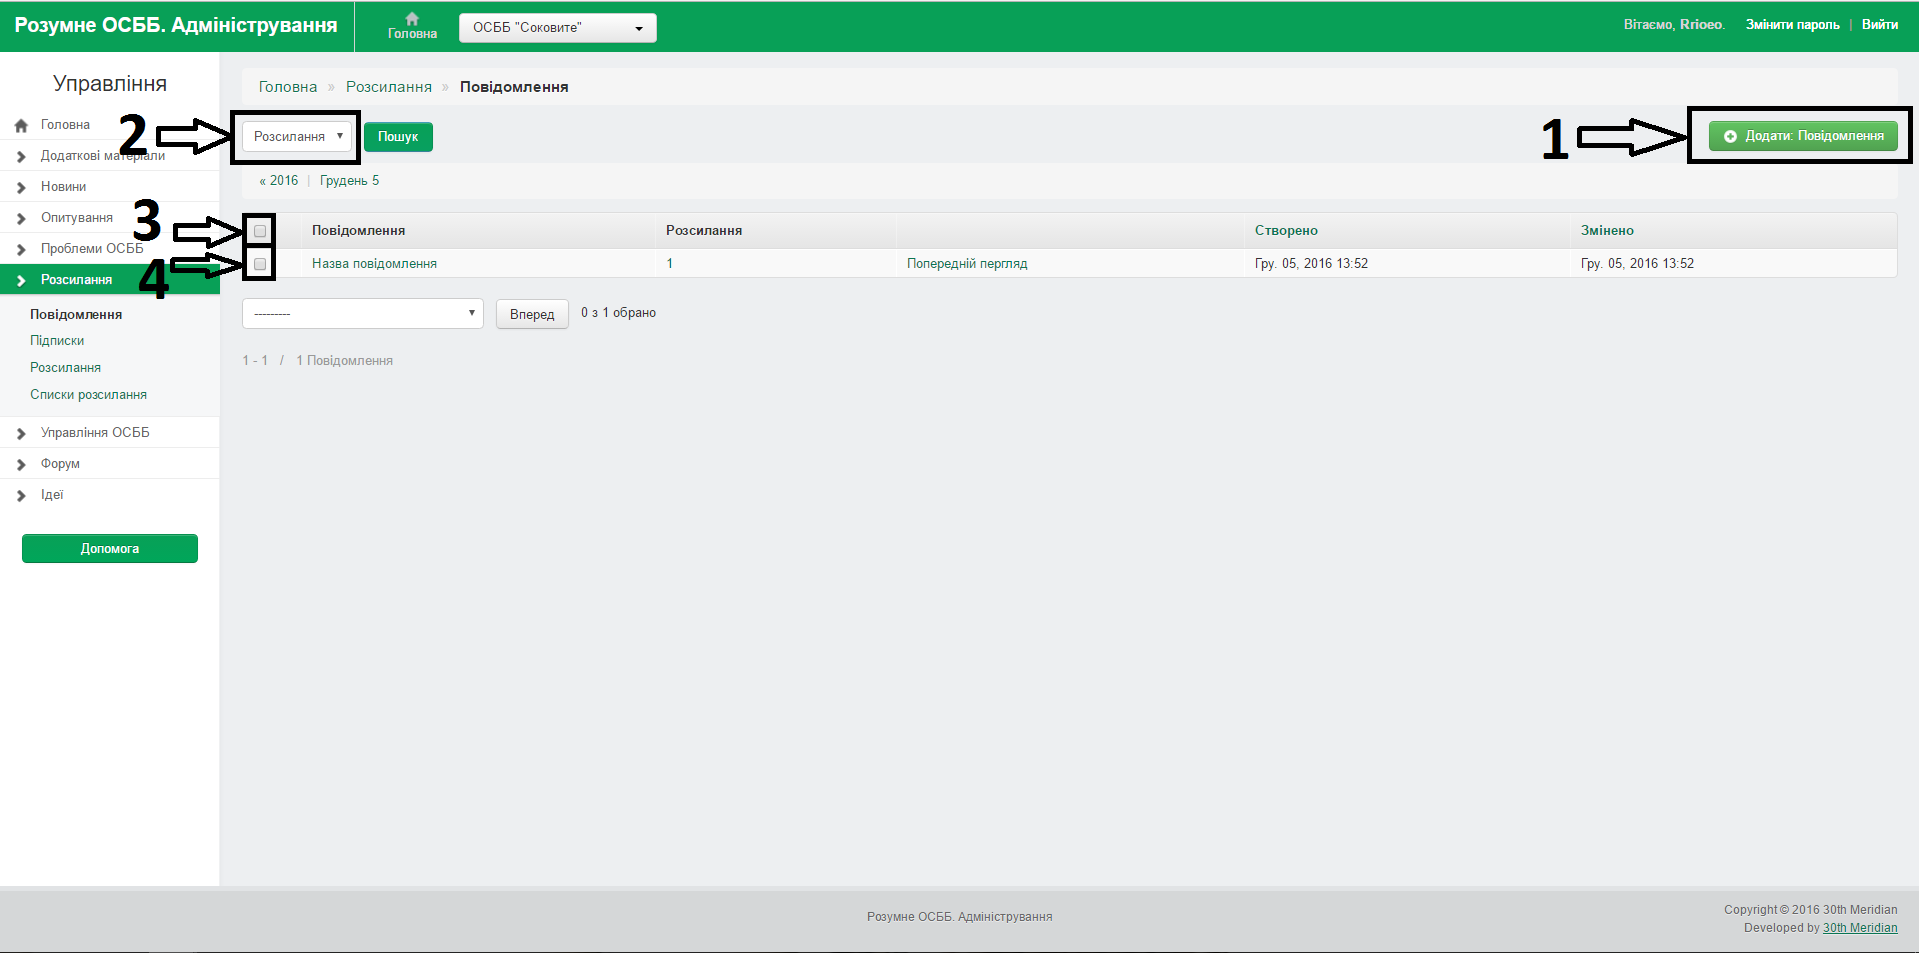 Розумне ОСББ. Адміністрування
Головна
ОСББ "Соковите"
Вітаємо, Rrioeo.
Змінити пароль | Вийти
Управління
Головна
Додаткові матеріали
Новини
Опитування
Проблеми ОСББ
Розсилання
Повідомлення
Підписки
Розсилання
Списки розсилання
Управління ОСББ
Форум
Ідеї
Допомога
Головна » Розсилання » Повідомлення
2
Розсилання
Пошук
1
Додати: Повідомлення
« 2016 | Грудень 5
3
Повідомлення Розсилання Створено Змінено
4
Назва повідомлення 1 Попередній пергляд Гру. 05, 2016 13:52 Гру. 05, 2016 13:52
---------
Вперед
0 з 1 обрано
1 - 1 / 1 Повідомлення
Розумне ОСББ. Адміністрування
Copyright © 2016 30th Meridian
Developed by 30th Meridian